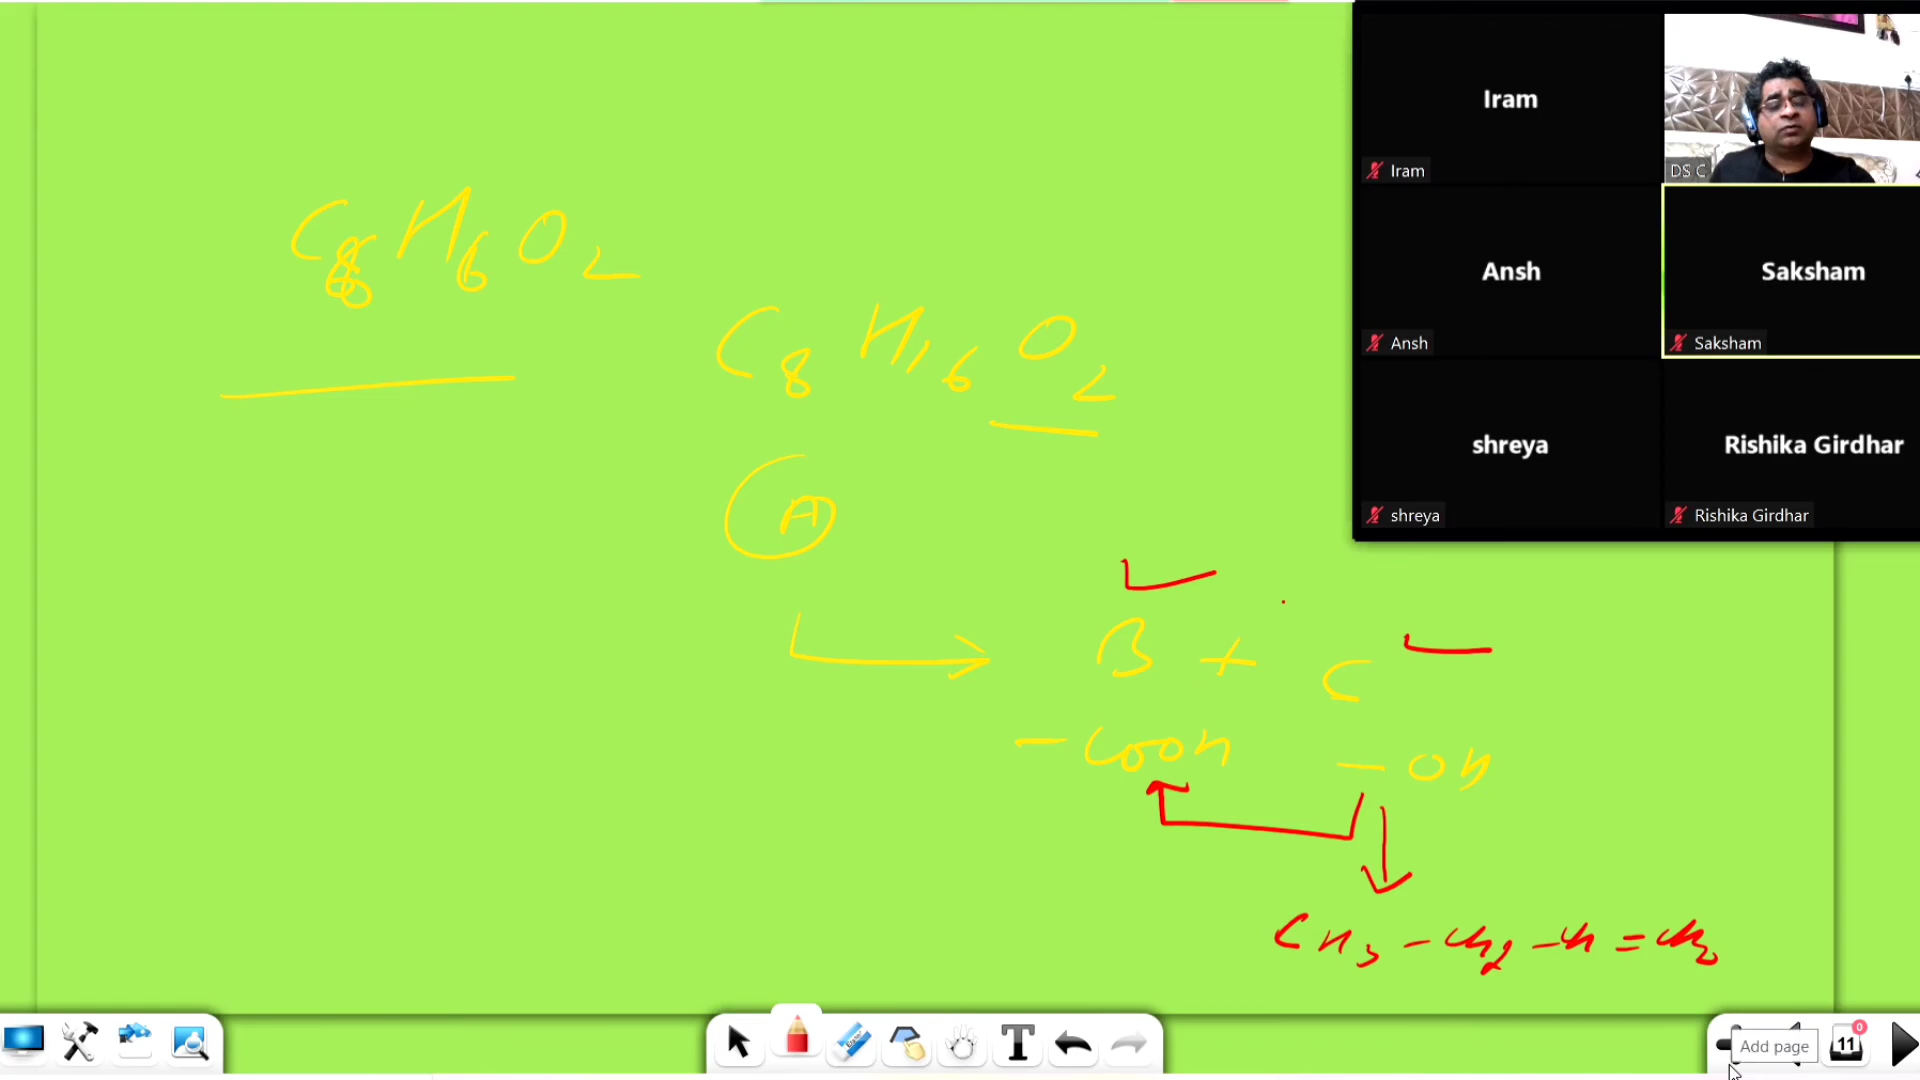 Iram
Iram
DS C
Ansh
Saksham
Ansh
Saksham
shreya
Rishika Girdhar
shreya
Rishika Girdhar
C8H6O2
C8H16O2
A
B + C
- COOH - OH
CH3 - CH2 - CH = CH2
T
Add page
0
11